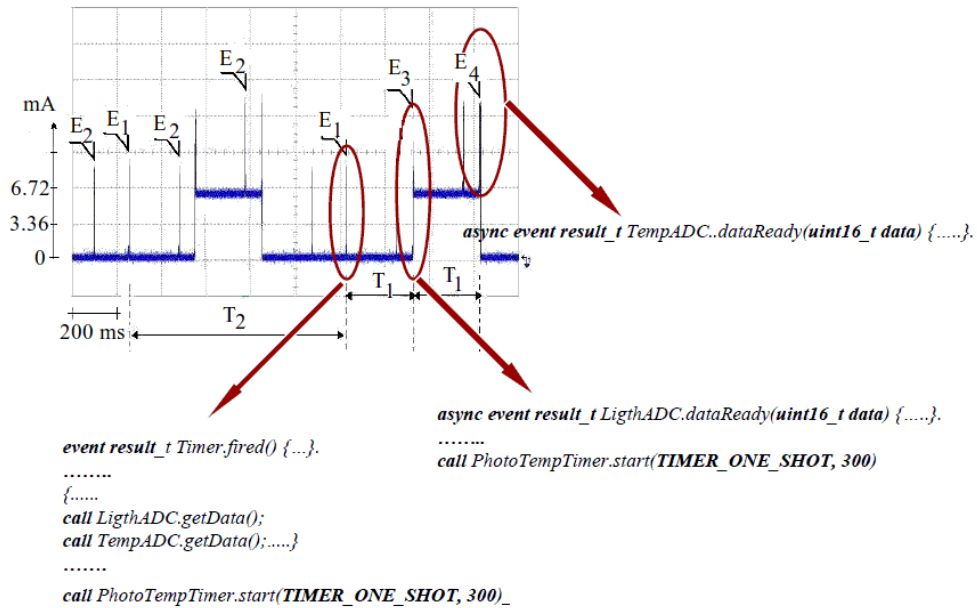 E2
E4
E3
mA
E2
E1
E2
E1
6.72
3.36
0
async event result_t TempADC..dataReady(uint16_t data) {…..}.
T1
T1
T2
200 ms
async event result_t LigthADC.dataReady(uint16_t data) {…..}.
……..
call PhotoTempTimer.start(TIMER_ONE_SHOT, 300)
event result_t Timer.fired() {…}.
……..
{……
call LigthADC.getData();
call TempADC.getData();…..}
…….
call PhotoTempTimer.start(TIMER_ONE_SHOT, 300)_